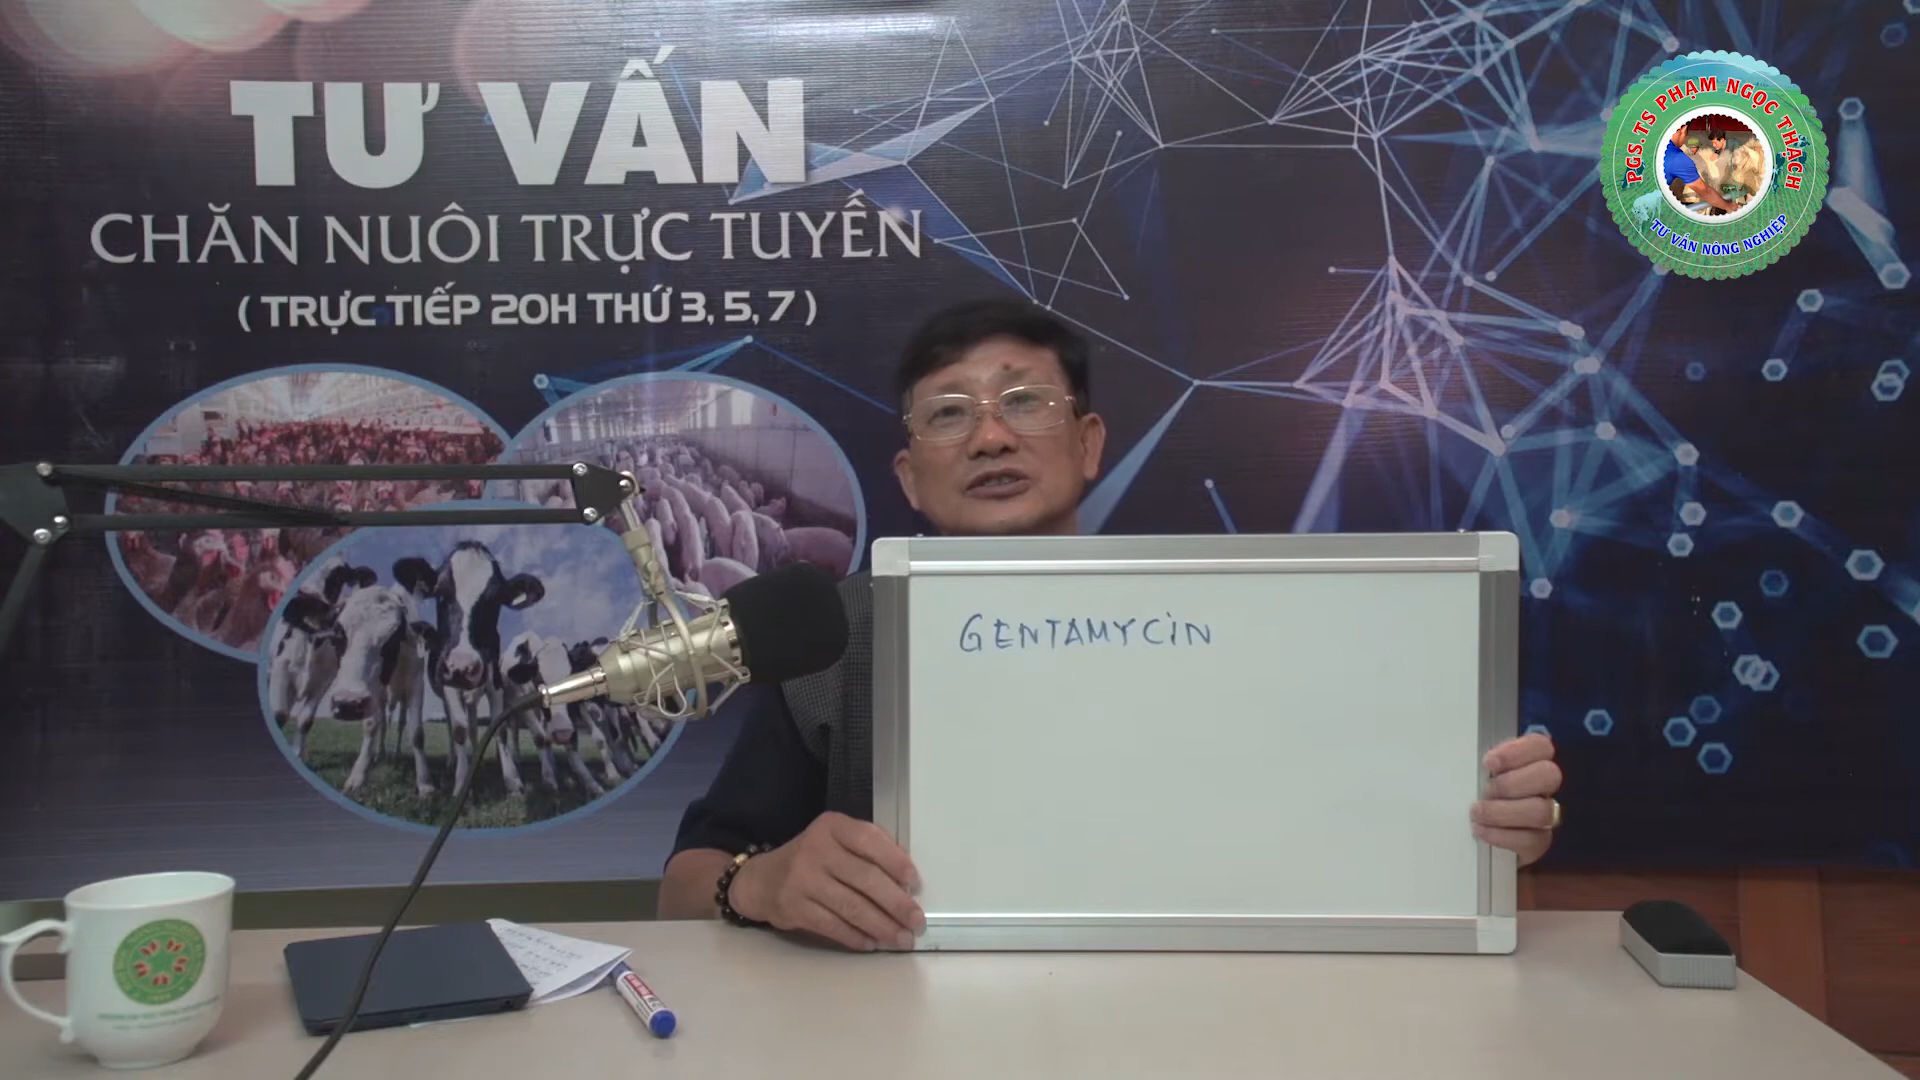 TƯ VẤN
CHĂN NUÔI TRỰC TUYẾN
( TRỰC TIẾP 20H THỨ 3, 5, 7 )
PGS.TS PHẠM NGỌC THẠCH
TƯ VẤN NÔNG NGHIỆP
GENTAMYCIN